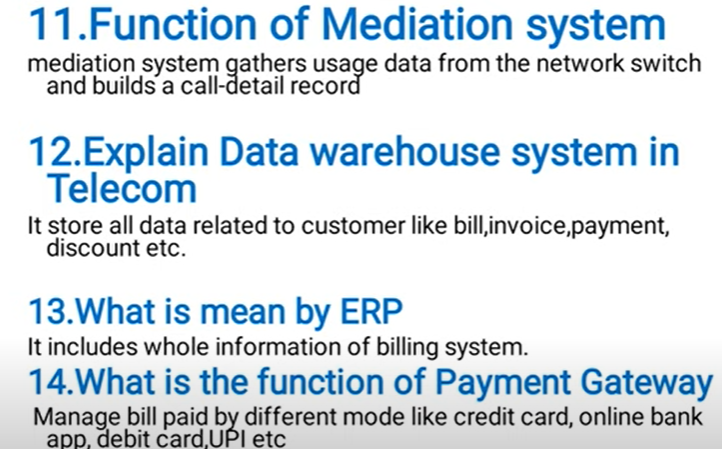 11.Function of Mediation system
mediation system gathers usage data from the network switch
and builds a call-detail record
12.Explain Data warehouse system in
Telecom
It store all data related to customer like bill,invoice,payment,
discount etc.
13.What is mean by ERP
It includes whole information of billing system.
14.What is the function of Payment Gateway
Manage bill paid by different mode like credit card, online bank
app, debit card,UPI etc